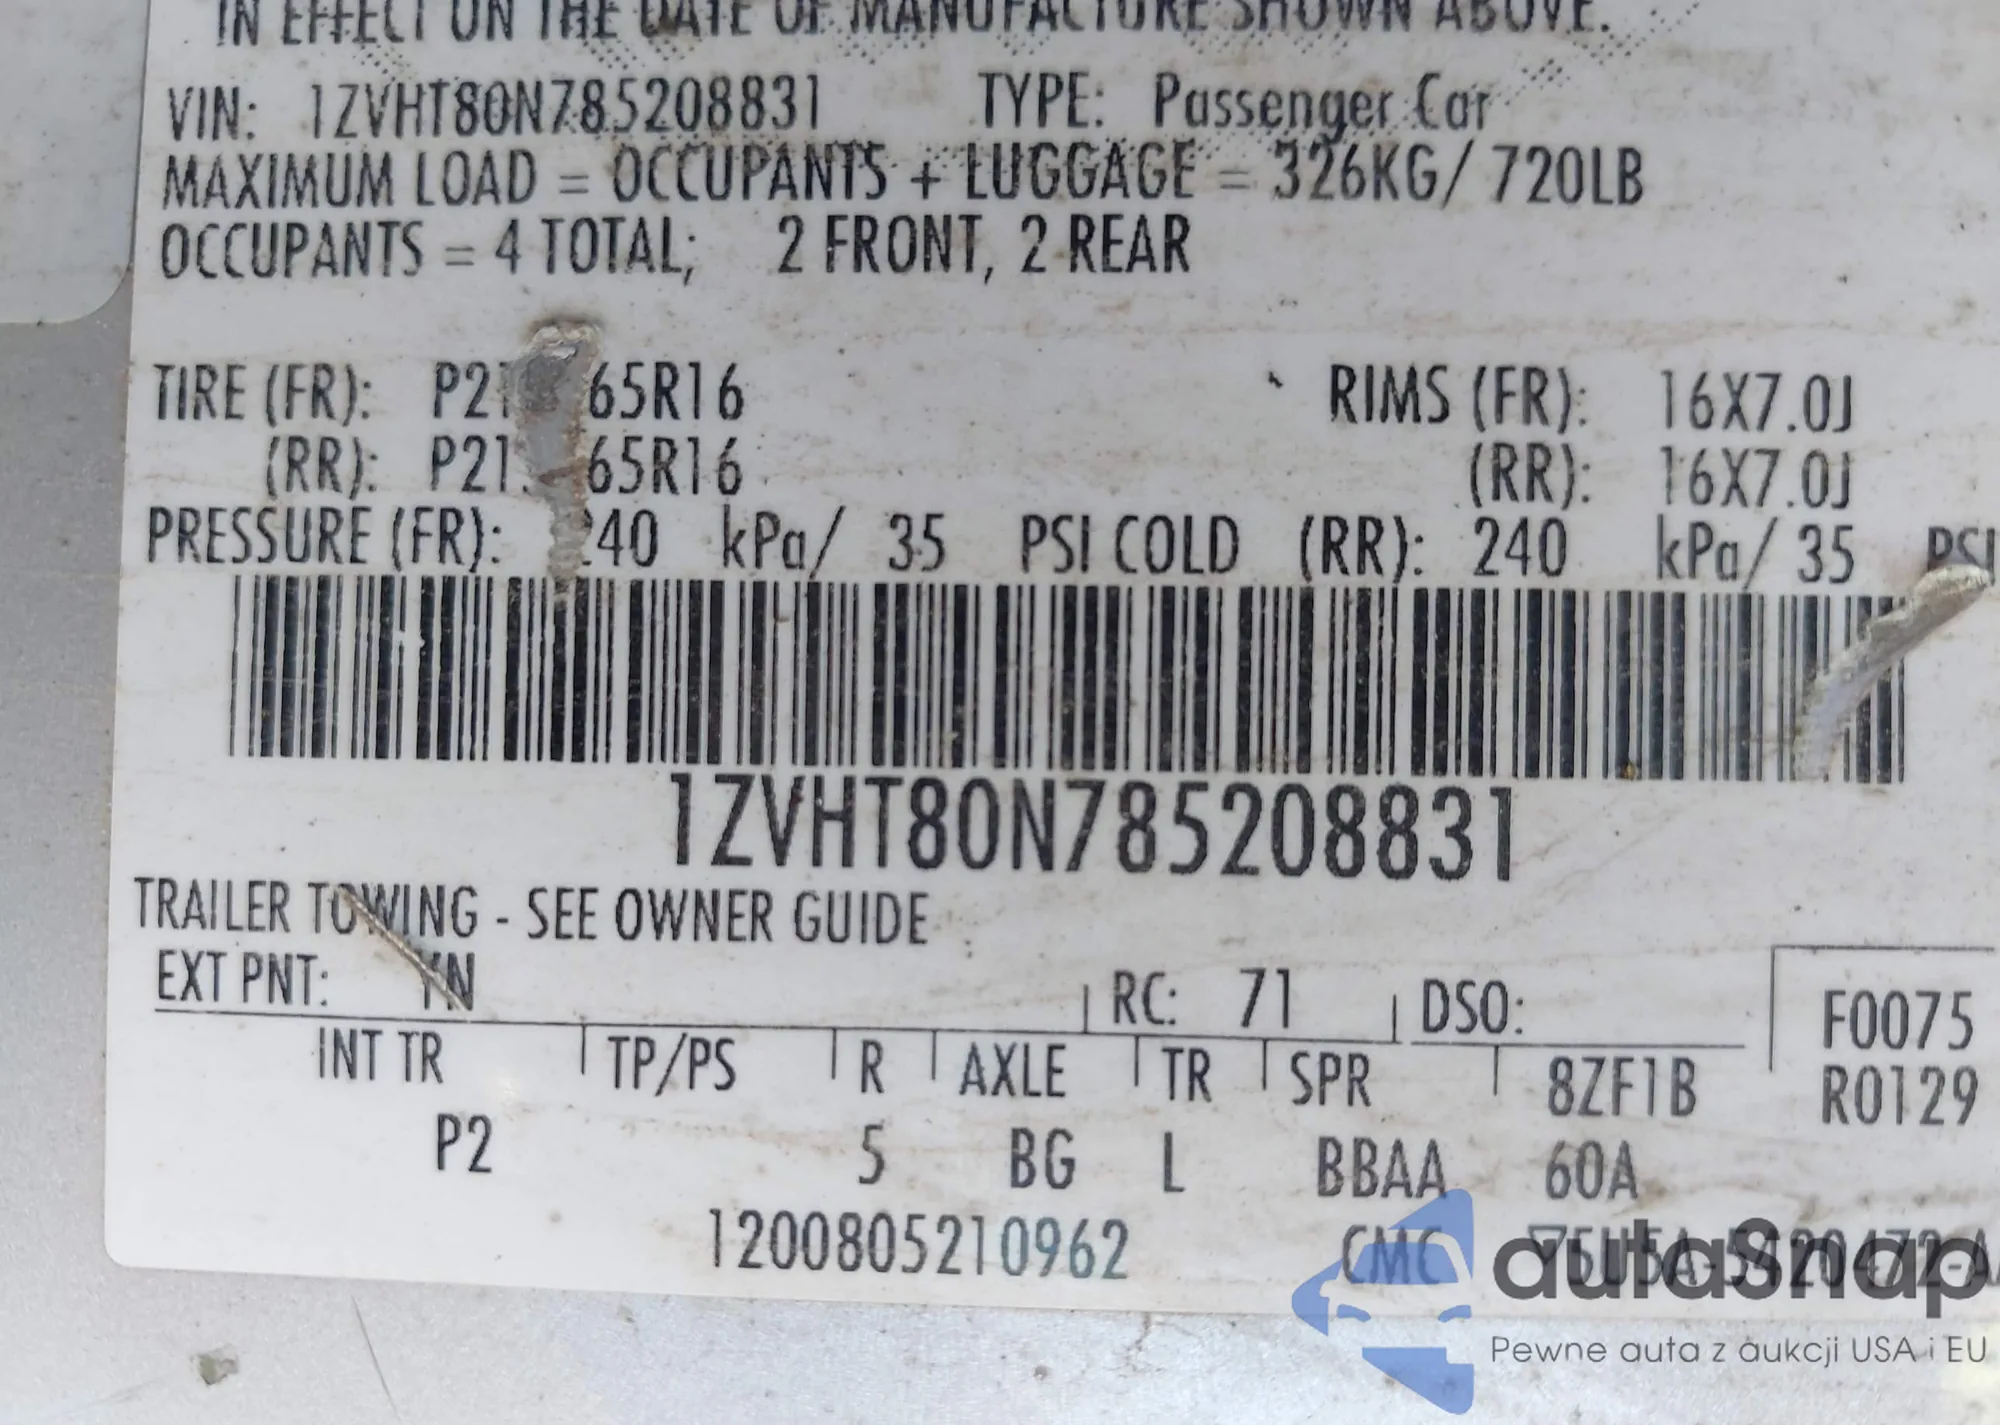 IN EFFECT ON THE DATE OF MANUFACTURE SHOWN ABOVE.
VIN: 1ZVHT80N785208831 TYPE: Passenger Car
MAXIMUM LOAD = OCCUPANTS + LUGGAGE = 326KG/ 720LB
OCCUPANTS = 4 TOTAL; 2 FRONT, 2 REAR
TIRE (FR): 65R16 RIMS (FR): 16X7.0J
(RR): 65R16 (RR): 16X7.0J
PRESSURE (FR): 240 kPa/ 35 PSI COLD (RR): 240 kPa/ 35 PSI
1ZVHT80N785208831
TRAILER TOWING - SEE OWNER GUIDE
EXT PNT: YN RC: 71 DSO: F0075
INT TR TP/PS R AXLE TR SPR 8ZF1B R0129
P2 5 BG L BBAA 60A
1200805210962 CMC
autoSnap
Pewne auta z aukcji USA i EU